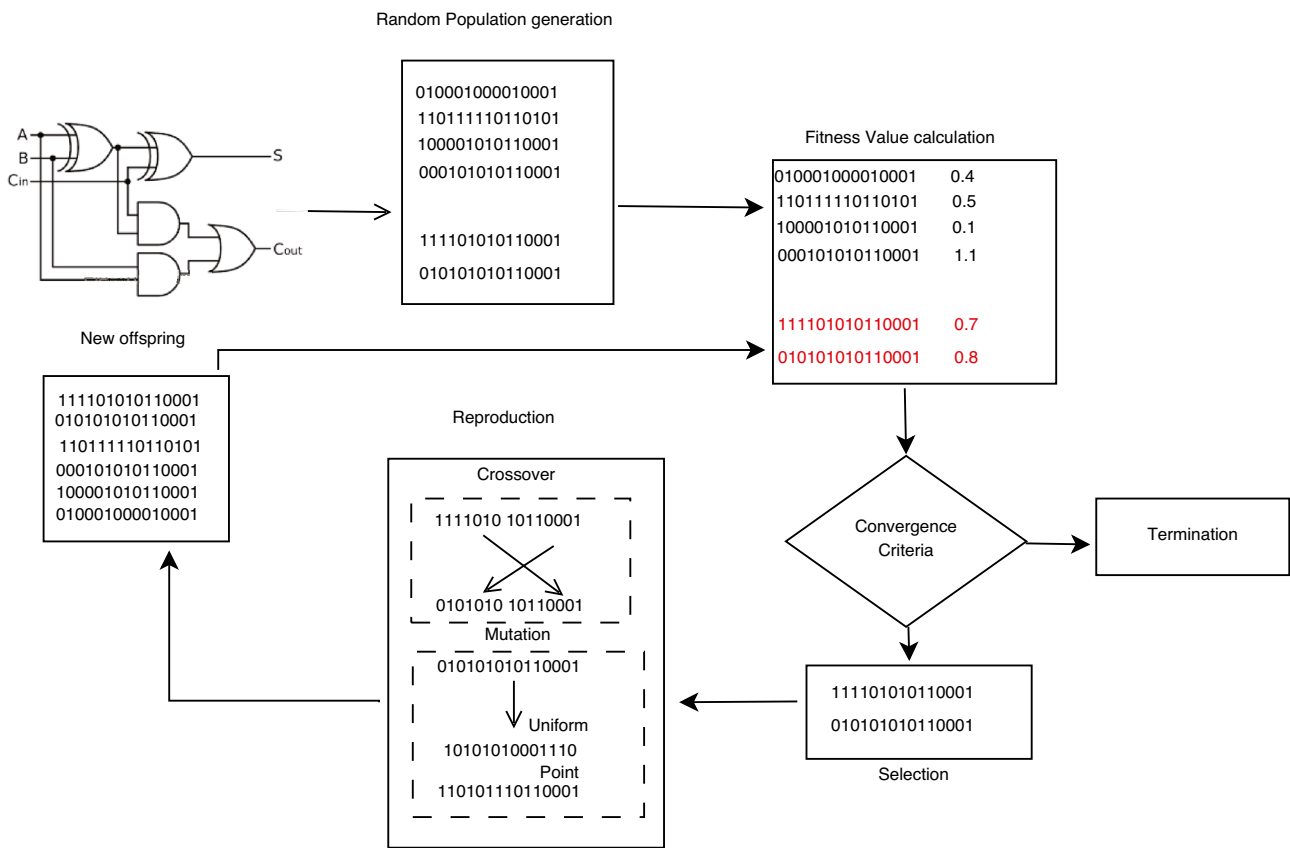 Random Population generation
010001000010001
110111110110101
100001010110001
000101010110001
111101010110001
010101010110001
A
B
Cin
S
Cout
Fitness Value calculation
010001000010001 0.4
110111110110101 0.5
100001010110001 0.1
000101010110001 1.1
111101010110001 0.7
010101010110001 0.8
New offspring
111101010110001
010101010110001
110111110110101
000101010110001
100001010110001
010001000010001
Reproduction
Crossover
1111010 10110001
0101010 10110001
Mutation
010101010110001
Uniform
10101010001110
Point
110101110110001
Convergence
Criteria
Termination
111101010110001
010101010110001
Selection